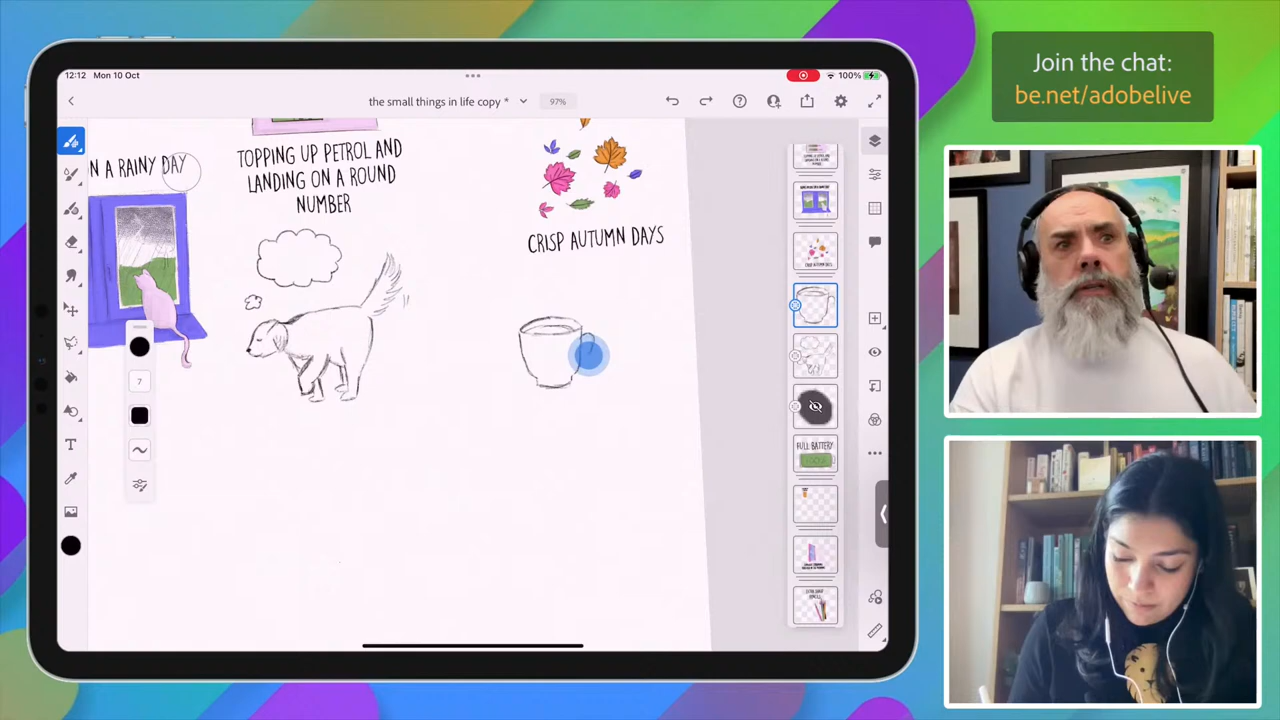 12:12 Mon 10 Oct
100%
the small things in life copy *
97%
N A RAINY DAY
TOPPING UP PETROL AND
LANDING ON A ROUND
NUMBER
CRISP AUTUMN DAYS
7
T
FULL BATTERY
Join the chat:
be.net/adobelive